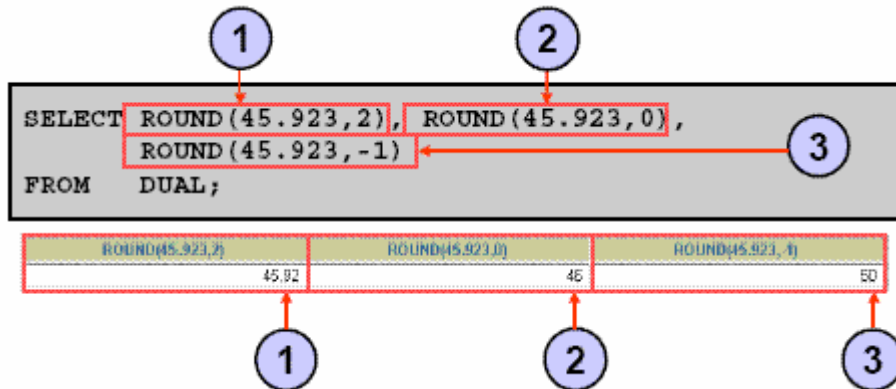 1 2
SELECT ROUND(45.923,2), ROUND(45.923,0),
ROUND(45.923,-1) 3
FROM DUAL;
ROUND(45.923,2) ROUND(45.923,0) ROUND(45.923,-1)
45.92 46 50
1 2 3